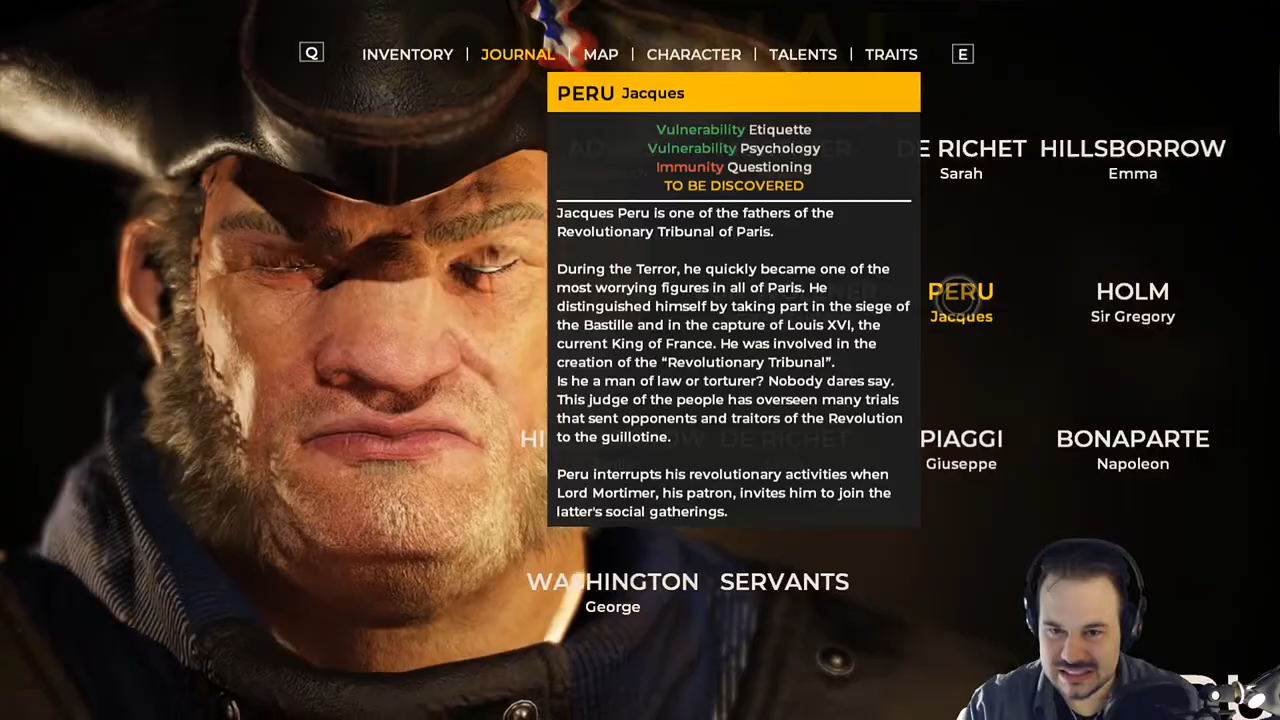 Q INVENTORY | JOURNAL | MAP | CHARACTER | TALENTS | TRAITS E
PERU Jacques
Vulnerability Etiquette
Vulnerability Psychology
Immunity Questioning
TO BE DISCOVERED
Jacques Peru is one of the fathers of the
Revolutionary Tribunal of Paris.
During the Terror, he quickly became one of the
most worrying figures in all of Paris. He
distinguished himself by taking part in the siege of
the Bastille and in the capture of Louis XVI, the
current King of France. He was involved in the
creation of the “Revolutionary Tribunal”.
Is he a man of law or torturer? Nobody dares say.
This judge of the people has overseen many trials
that sent opponents and traitors of the Revolution
to the guillotine.
Peru interrupts his revolutionary activities when
Lord Mortimer, his patron, invites him to join the
latter's social gatherings.
DE RICHET
Sarah
HILLSBORROW
Emma
PERU
Jacques
HOLM
Sir Gregory
DE RICHET
PIAGGI
Giuseppe
BONAPARTE
Napoleon
WASHINGTON
George
SERVANTS